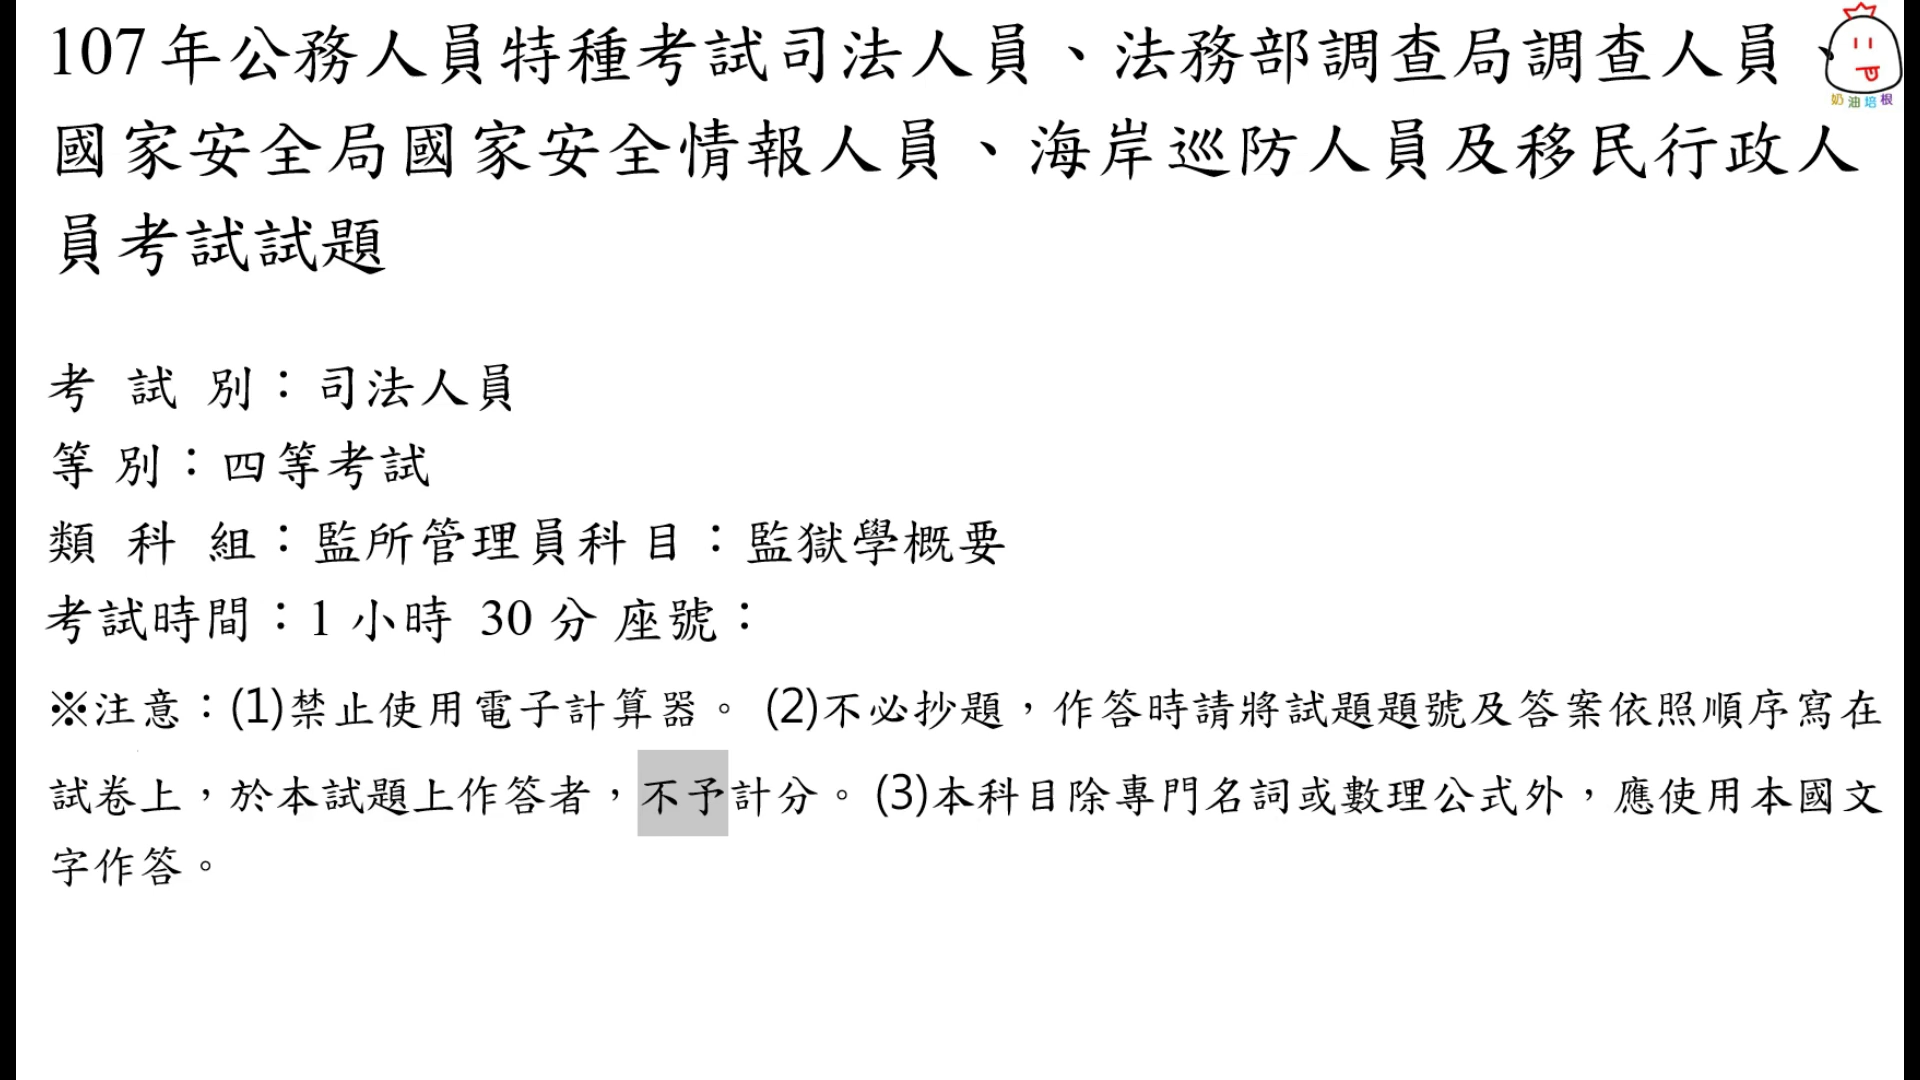 107年公務人員特種考試司法人員、法務部調查局調查人員、
國家安全局國家安全情報人員、海岸巡防人員及移民行政人
員考試試題
考 試 別：司法人員
等 別：四等考試
類 科 組：監所管理員科目：監獄學概要
考試時間：1 小時 30 分 座號：
※注意：(1)禁止使用電子計算器。 (2)不必抄題，作答時請將試題題號及答案依照順序寫在
試卷上，於本試題上作答者，不予計分。 (3)本科目除專門名詞或數理公式外，應使用本國文
字作答。
奶油培根